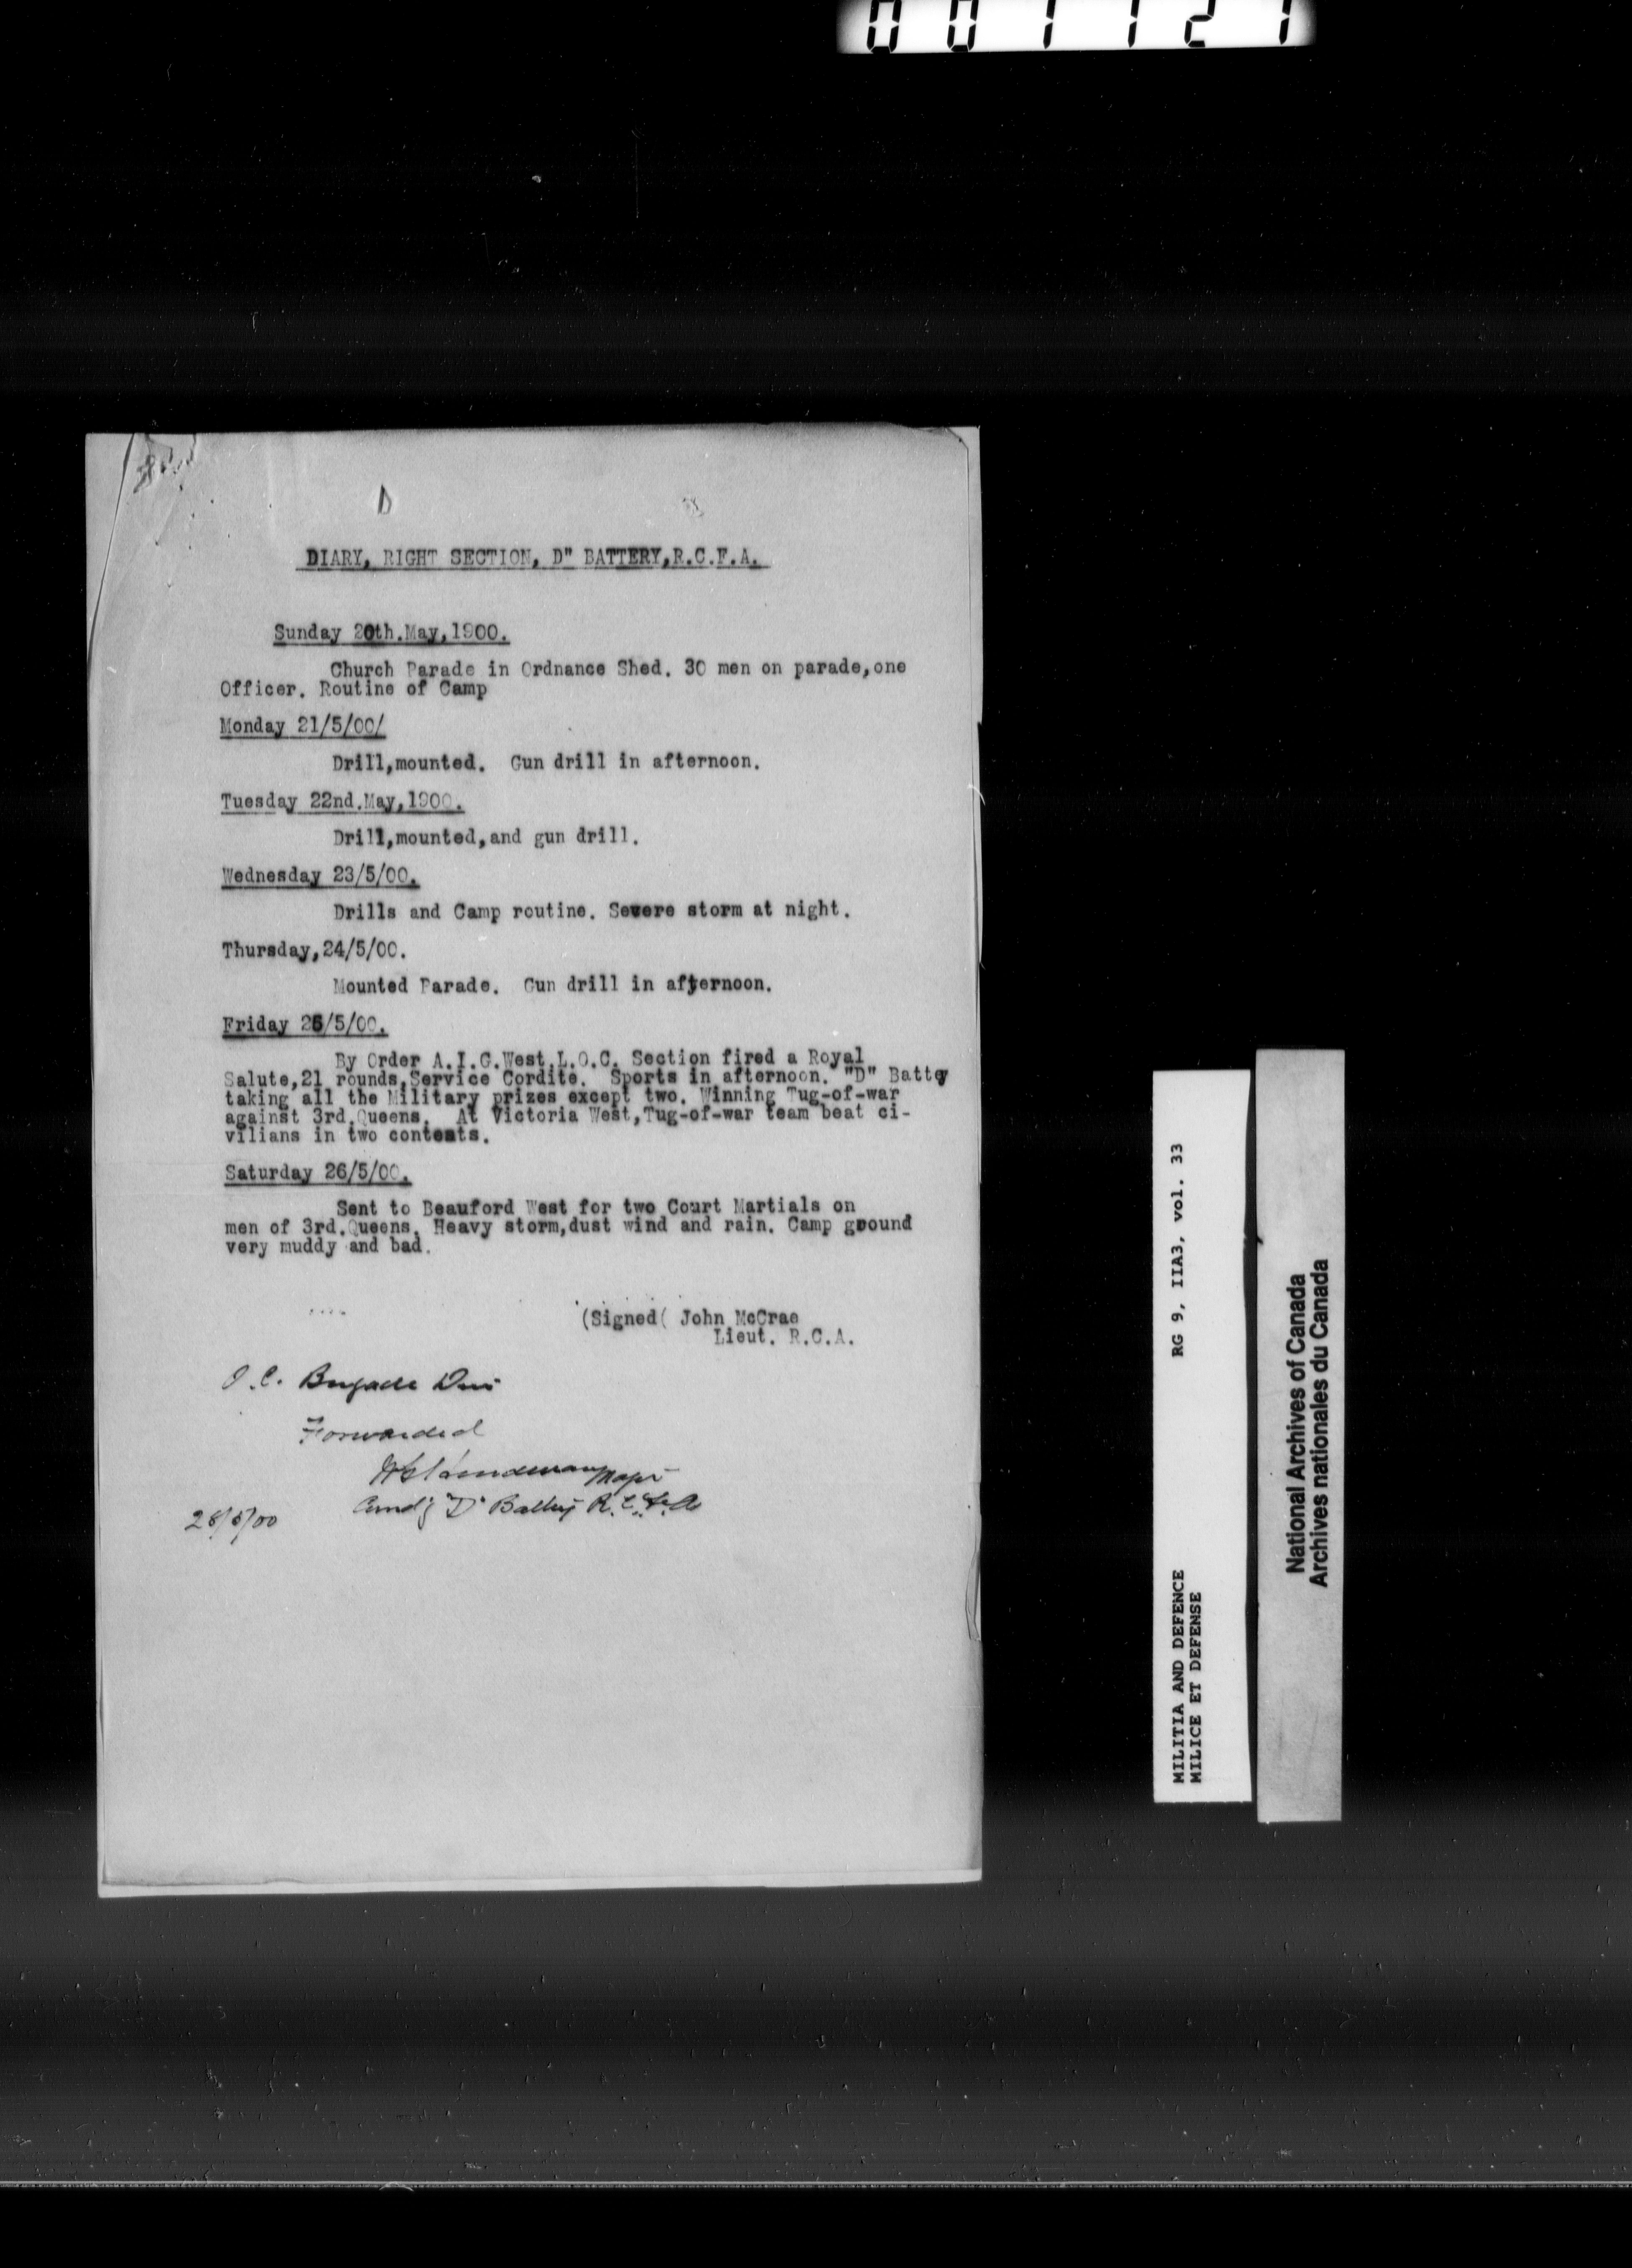 001121
D
DIARY, RIGHT SECTION, D" BATTERY,R.C.F.A.
Sunday 20th.May,1900.
Church Parade in Ordnance Shed. 30 men on parade,one
Officer. Routine of Camp
Monday 21/5/00/
Drill,mounted. Gun drill in afternoon.
Tuesday 22nd.May,1900.
Drill,mounted,and gun drill.
Wednesday 23/5/00.
Drills and Camp routine. Severe storm at night.
Thursday,24/5/00.
Mounted Parade. Gun drill in afternoon.
Friday 25/5/00.
By Order A.I.G.West.L.O.C. Section fired a Royal
Salute,21 rounds,Service Cordite. Sports in afternoon. "D" Battey
taking all the Military prizes except two. Winning Tug-of-war
against 3rd.Queens. At Victoria West,Tug-of-war team beat ci-
vilians in two contests.
Saturday 26/5/00.
Sent to Beauford West for two Court Martials on
men of 3rd.Queens. Heavy storm,dust wind and rain. Camp ground
very muddy and bad.
(Signed( John McCrae
Lieut. R.C.A.
O.C. Brigade Divn
Forwarded
Major
Comdg "D" Battery R.C.F.A
28/5/00
RG 9, IIA3, vol. 33
MILITIA AND DEFENCE
MILICE ET DEFENSE
National Archives of Canada
Archives nationales du Canada